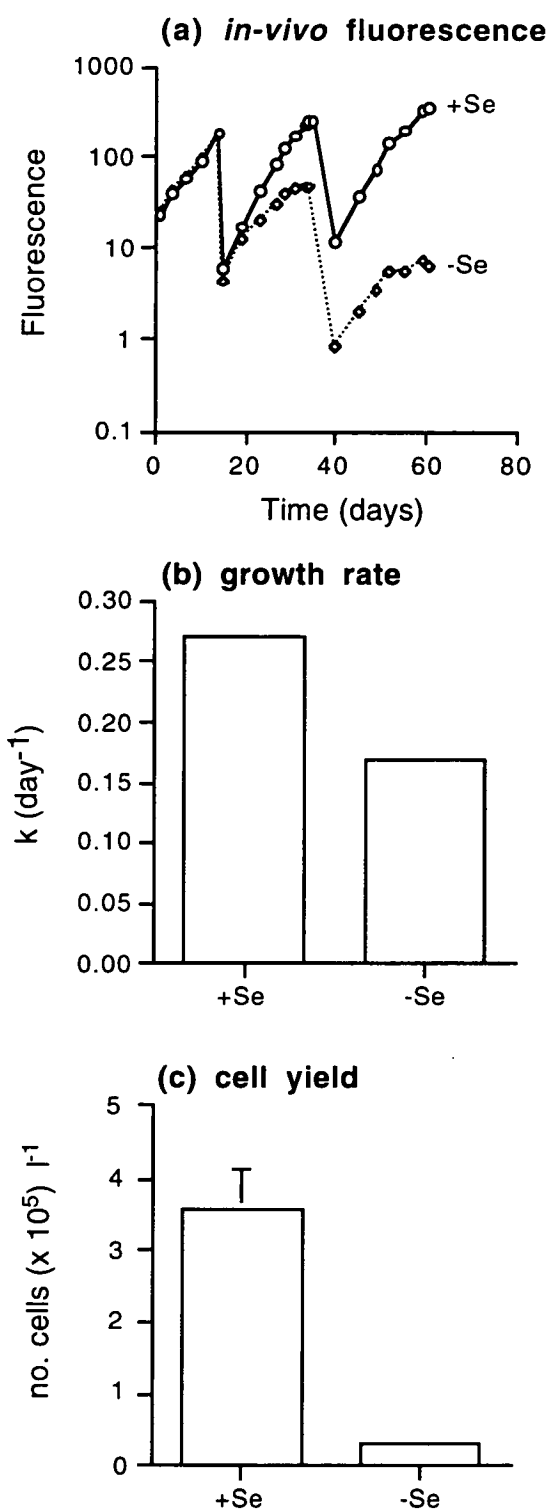 (a) in-vivo fluorescence
1000
100
10
1
0.1
Fluorescence
+Se
-Se
0 20 40 60 80
Time (days)
(b) growth rate
0.30
0.25
0.20
0.15
0.10
0.05
0.00
k (day-1)
+Se -Se
(c) cell yield
5
4
3
2
1
0
no. cells (x 10⁵) l-1
+Se -Se